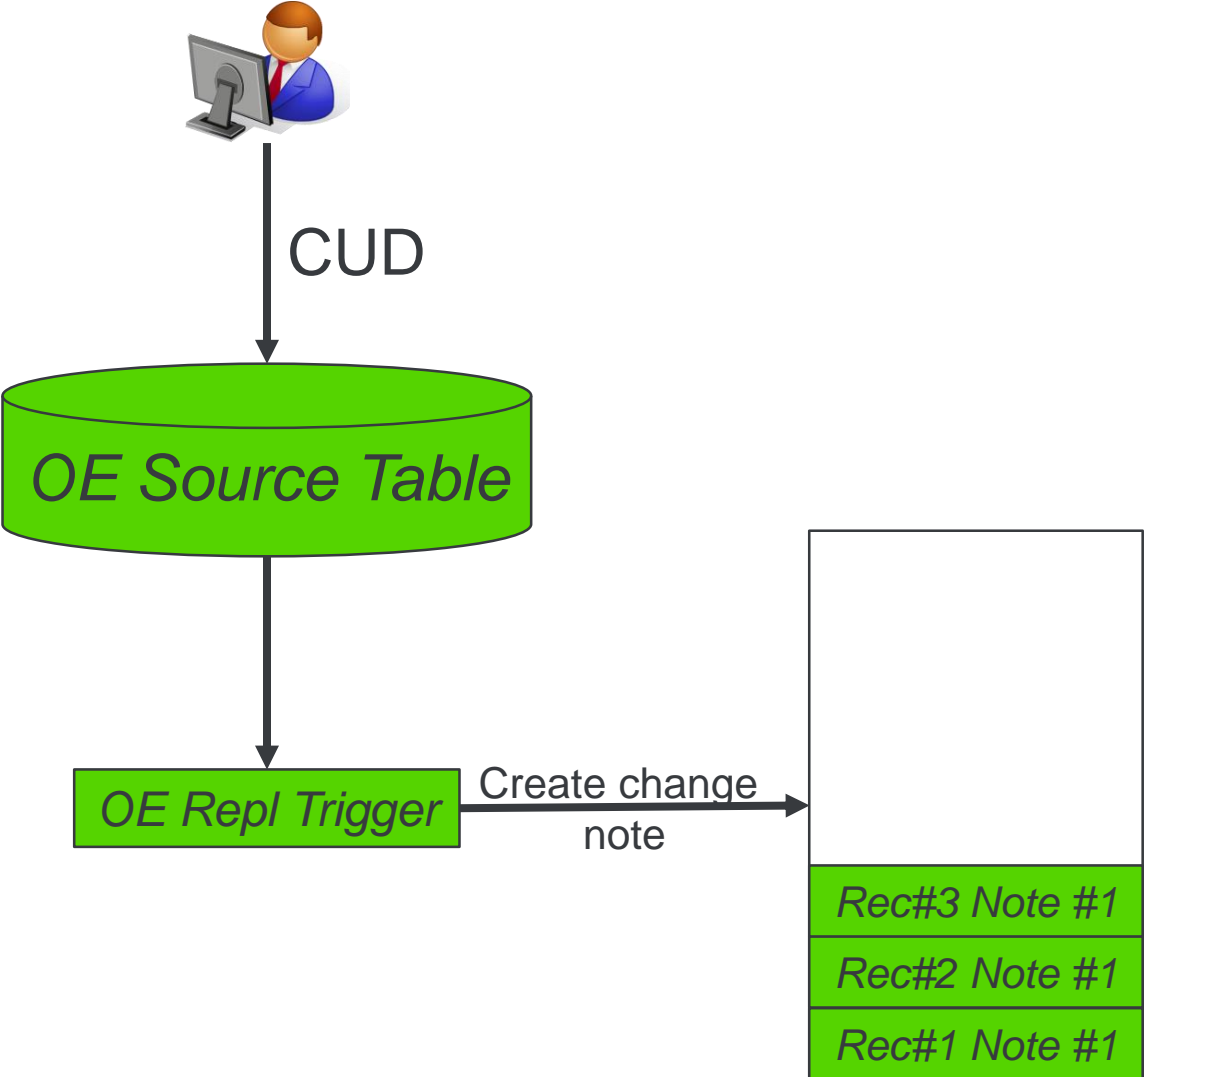 CUD
OE Source Table
OE Repl Trigger
Create change
note
Rec#3 Note #1
Rec#2 Note #1
Rec#1 Note #1